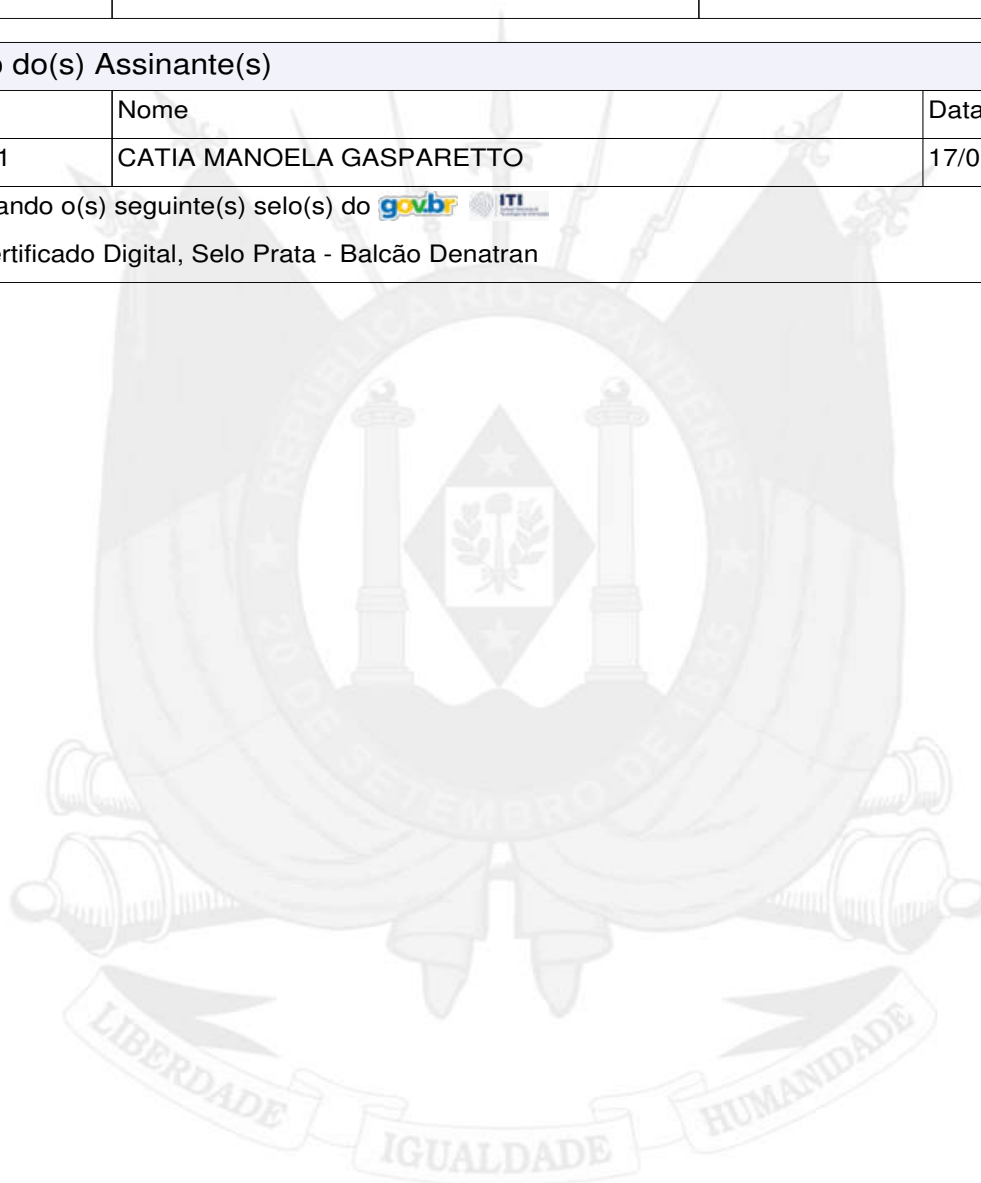 o do(s) Assinante(s)
Nome Data
1 CATIA MANOELA GASPARETTO 17/0
ando o(s) seguinte(s) selo(s) do gov.br ITI
ertificado Digital, Selo Prata - Balcão Denatran
REPUBLICA RIO-GRANDENSE
20 DE SETEMBRO DE 1835
LIBERDADE IGUALDADE HUMANIDADE